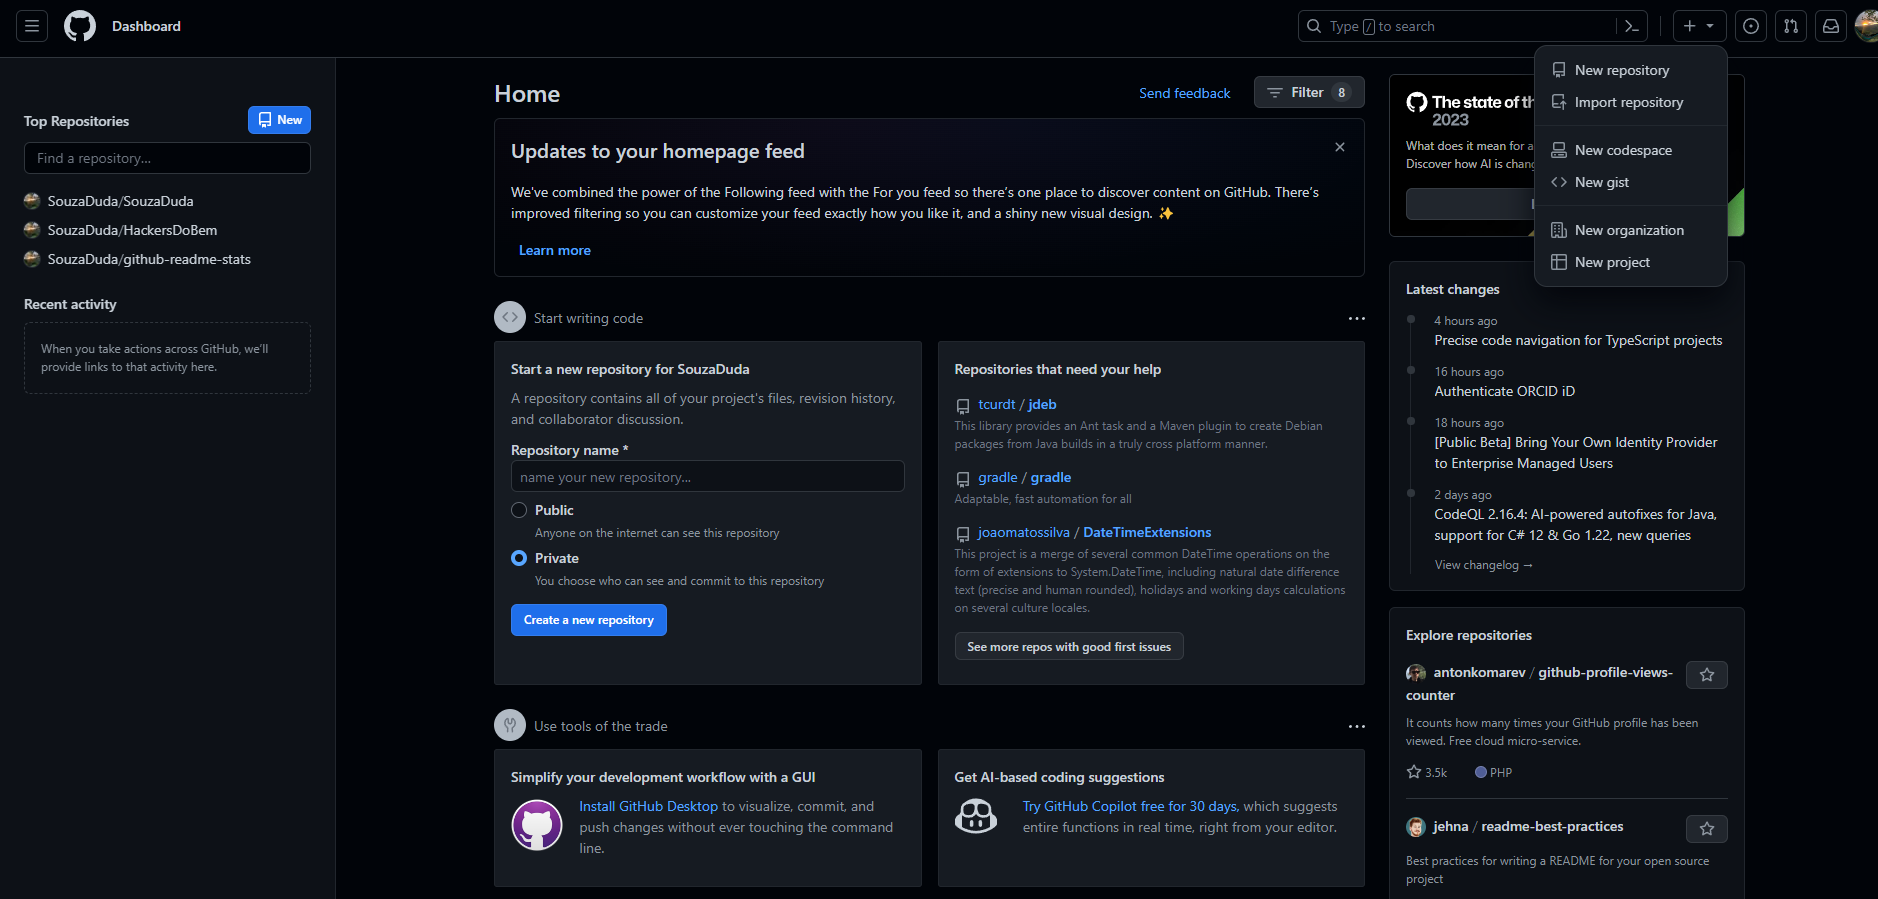 Dashboard
Type / to search
Top Repositories
New
Find a repository...
SouzaDuda/SouzaDuda
SouzaDuda/HackersDoBem
SouzaDuda/github-readme-stats
Recent activity
When you take actions across GitHub, we'll
provide links to that activity here.
Home
Send feedback
Filter 8
Updates to your homepage feed
We've combined the power of the Following feed with the For you feed so there's one place to discover content on GitHub. There's
improved filtering so you can customize your feed exactly how you like it, and a shiny new visual design. ✨
Learn more
Start writing code
Start a new repository for SouzaDuda
A repository contains all of your project's files, revision history,
and collaborator discussion.
Repository name *
name your new repository...
Public
Anyone on the internet can see this repository
Private
You choose who can see and commit to this repository
Create a new repository
Repositories that need your help
tcurdt / jdeb
This library provides an Ant task and a Maven plugin to create Debian
packages from Java builds in a truly cross platform manner.
gradle / gradle
Adaptable, fast automation for all
joaomatossilva / DateTimeExtensions
This project is a merge of several common DateTime operations on the
form of extensions to System.DateTime, including natural date difference
text (precise and human rounded), holidays and working days calculations
on several culture locales.
See more repos with good first issues
Use tools of the trade
Simplify your development workflow with a GUI
Install GitHub Desktop to visualize, commit, and
push changes without ever touching the command
line.
Get AI-based coding suggestions
Try GitHub Copilot free for 30 days, which suggests
entire functions in real time, right from your editor.
New repository
Import repository
New codespace
New gist
New organization
New project
The state of th
2023
What does it mean for a
Discover how AI is chang
Latest changes
4 hours ago
Precise code navigation for TypeScript projects
16 hours ago
Authenticate ORCID iD
18 hours ago
[Public Beta] Bring Your Own Identity Provider
to Enterprise Managed Users
2 days ago
CodeQL 2.16.4: AI-powered autofixes for Java,
support for C# 12 & Go 1.22, new queries
View changelog →
Explore repositories
antonkomarev / github-profile-views-
counter
It counts how many times your GitHub profile has been
viewed. Free cloud micro-service.
3.5k PHP
jehna / readme-best-practices
Best practices for writing a README for your open source
project